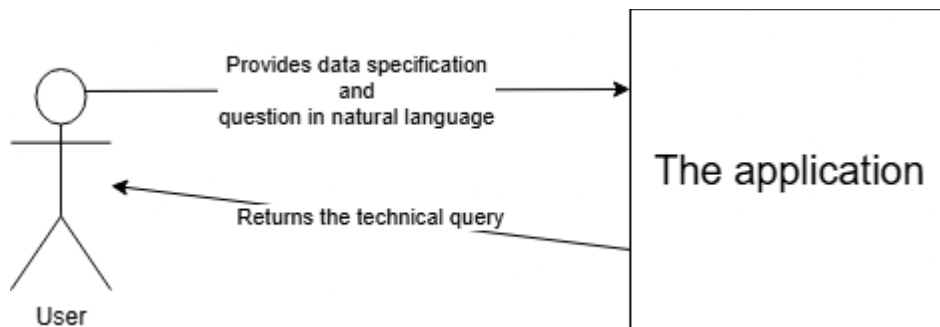 Provides data specification
and
question in natural language
The application
Returns the technical query
User